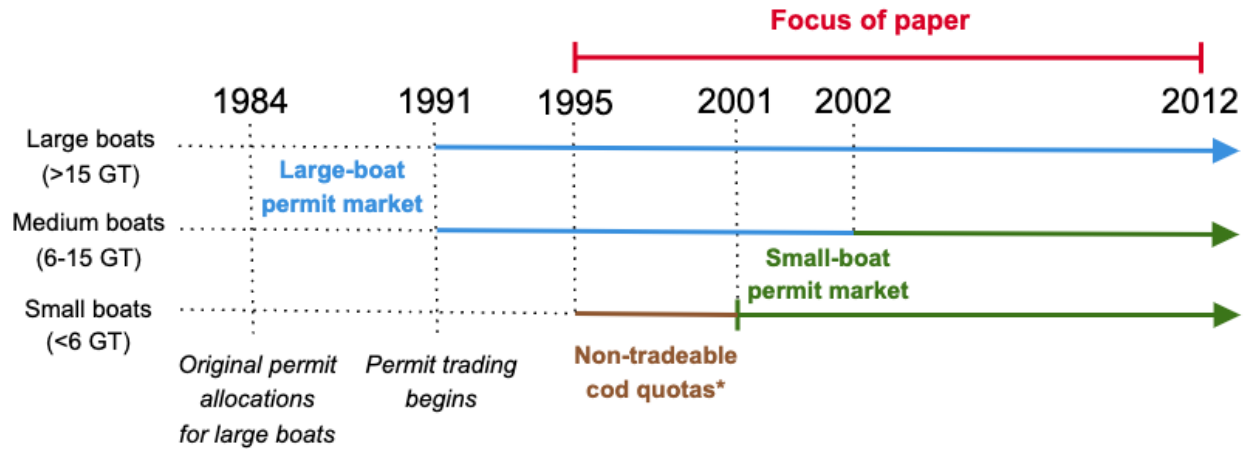 Focus of paper
1984
1991
1995
2001
2002
2012
Large boats
(>15 GT)
Large-boat
permit market
Medium boats
(6-15 GT)
Small-boat
permit market
Small boats
(<6 GT)
Original permit
allocations
for large boats
Permit trading
begins
Non-tradeable
cod quotas*